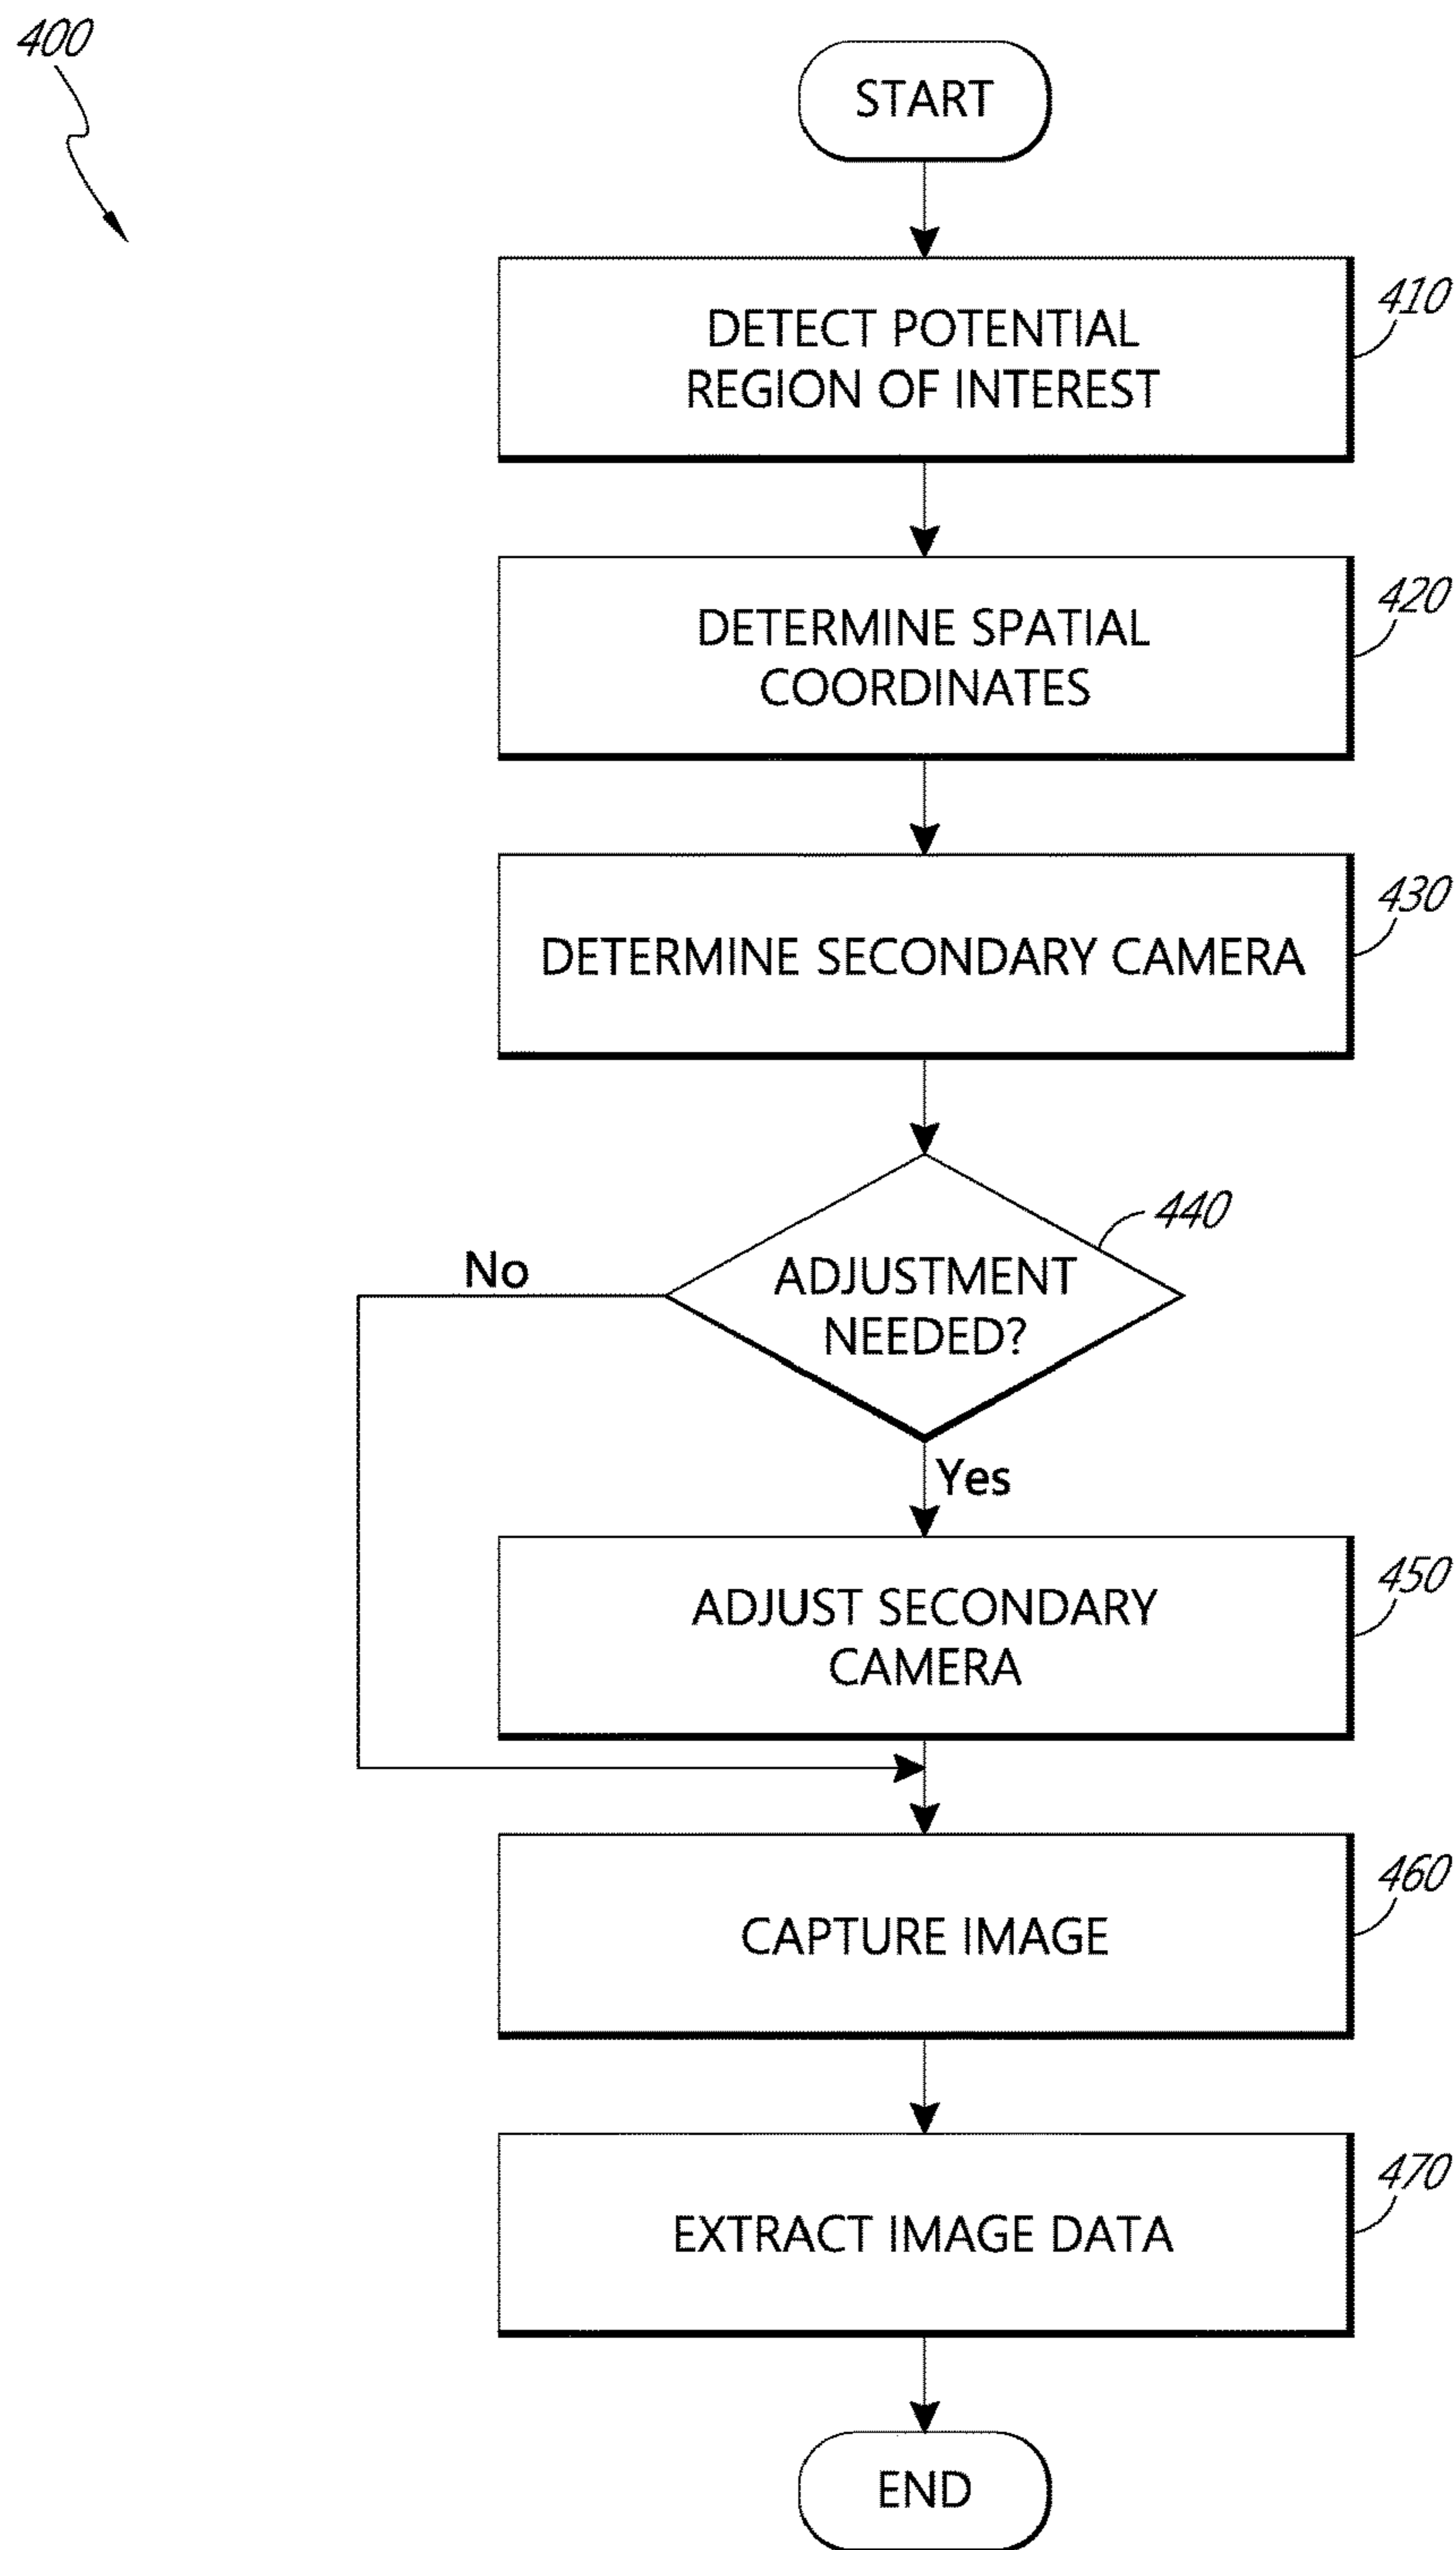 400
START
DETECT POTENTIAL
REGION OF INTEREST
410
DETERMINE SPATIAL
COORDINATES
420
DETERMINE SECONDARY CAMERA
430
440
No
ADJUSTMENT
NEEDED?
Yes
ADJUST SECONDARY
CAMERA
450
CAPTURE IMAGE
460
EXTRACT IMAGE DATA
470
END